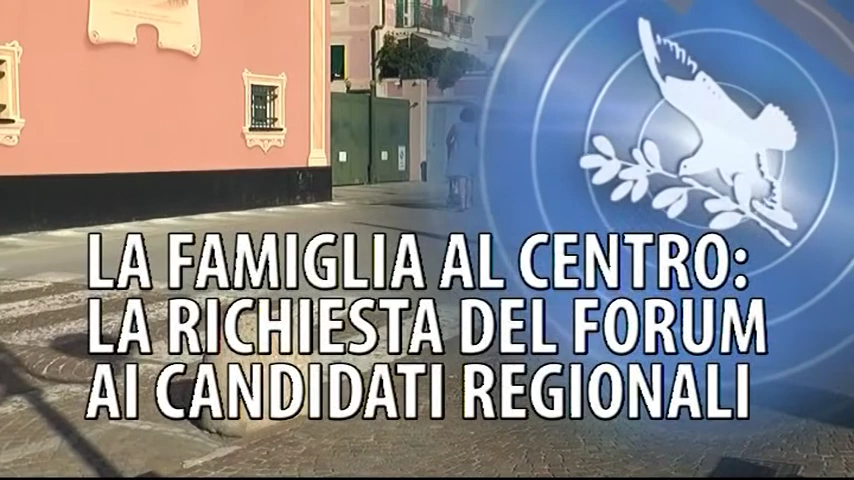 LA FAMIGLIA AL CENTRO:
LA RICHIESTA DEL FORUM
AI CANDIDATI REGIONALI